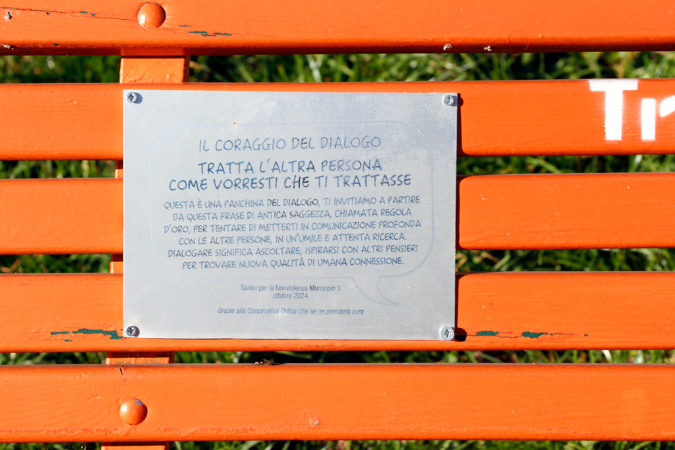 IL CORAGGIO DEL DIALOGO
TRATTA L'ALTRA PERSONA
COME VORRESTI CHE TI TRATTASSE
QUESTA È UNA PANCHINA DEL DIALOGO, TI INVITIAMO A PARTIRE
DA QUESTA FRASE DI ANTICA SAGGEZZA, CHIAMATA REGOLA
D'ORO, PER TENTARE DI METTERTI IN COMUNICAZIONE PROFONDA
CON LE ALTRE PERSONE, IN UN'UMILE E ATTENTA RICERCA.
DIALOGARE SIGNIFICA ASCOLTARE, ISPIRARSI CON ALTRI PENSIERI
PER TROVARE NUOVA QUALITÀ DI UMANA CONNESSIONE.
Tavolo per la Nonviolenza Municipio 3
ottobre 2024
Grazie alla Cooperativa Ortica che se ne prenderà cura